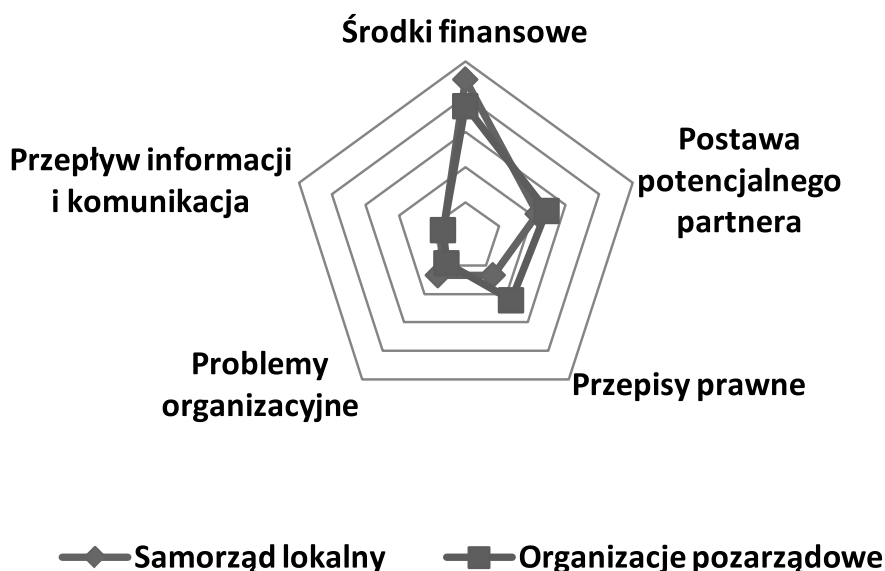 Środki finansowe
Postawa
potencjalnego
partnera
Przepisy prawne
Problemy
organizacyjne
Przepływ informacji
i komunikacja
Samorząd lokalny
Organizacje pozarządowe